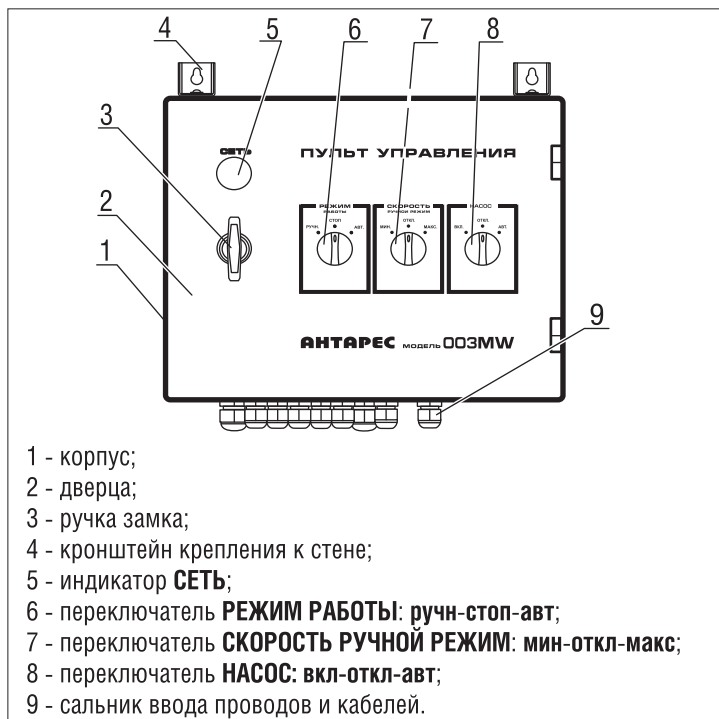 4
5
6
7
8
СЕТЬ
ПУЛЬТ УПРАВЛЕНИЯ
3
РЕЖИМ
РАБОТЫ
СТОП
РУЧН.
АВТ.
СКОРОСТЬ
РУЧНОЙ РЕЖИМ
ОТКЛ.
МИН.
МАКС.
НАСОС
ОТКЛ.
ВКЛ.
АВТ.
2
1
9
АНТАРЕС МОДЕЛЬ 003MW
1 - корпус;
2 - дверца;
3 - ручка замка;
4 - кронштейн крепления к стене;
5 - индикатор СЕТЬ;
6 - переключатель РЕЖИМ РАБОТЫ: ручн-стоп-авт;
7 - переключатель СКОРОСТЬ РУЧНОЙ РЕЖИМ: мин-откл-макс;
8 - переключатель НАСОС: вкл-откл-авт;
9 - сальник ввода проводов и кабелей.